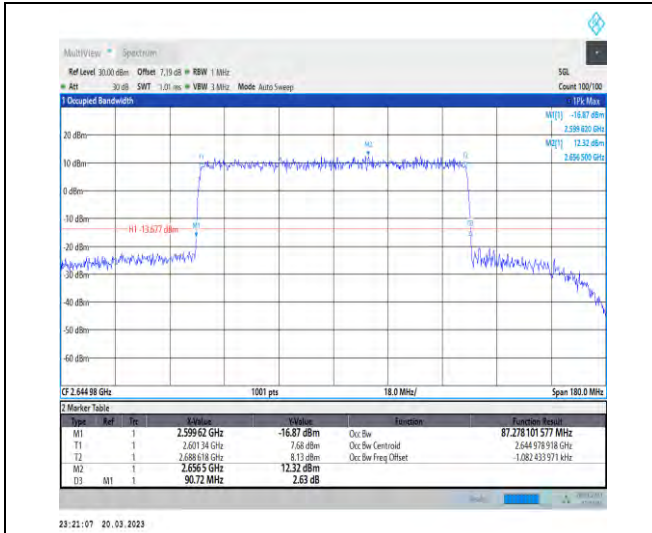 MultiView Spectrum
Ref Level 30.00 dBm Offset 7.19 dB RBW 1 MHz SGL
Att 30 dB SWT 1.01 ms VBW 3 MHz Mode Auto Sweep Count 100/100
1 Occupied Bandwidth 1Pk Max
M1[1] -16.87 dBm
2.599 620 GHz
20 dBm
M2[1] 12.32 dBm
2.656 500 GHz
M2
T1 T2
10 dBm
0 dBm
-10 dBm
H1 -13.677 dBm M1 D3
-20 dBm
-30 dBm
-40 dBm
-50 dBm
-60 dBm
CF 2.644 98 GHz 1001 pts 18.0 MHz/ Span 180.0 MHz
2 Marker Table
Type Ref Trc X-Value Y-Value Function Function Result
M1 1 2.599 62 GHz -16.87 dBm Occ Bw 87.278 101 577 MHz
T1 1 2.601 34 GHz 7.68 dBm Occ Bw Centroid 2.644 978 918 GHz
T2 1 2.688 618 GHz 8.13 dBm Occ Bw Freq Offset -1.082 433 971 kHz
M2 1 2.656 5 GHz 12.32 dBm
D3 M1 1 90.72 MHz 2.63 dB
23:21:07 20.03.2023